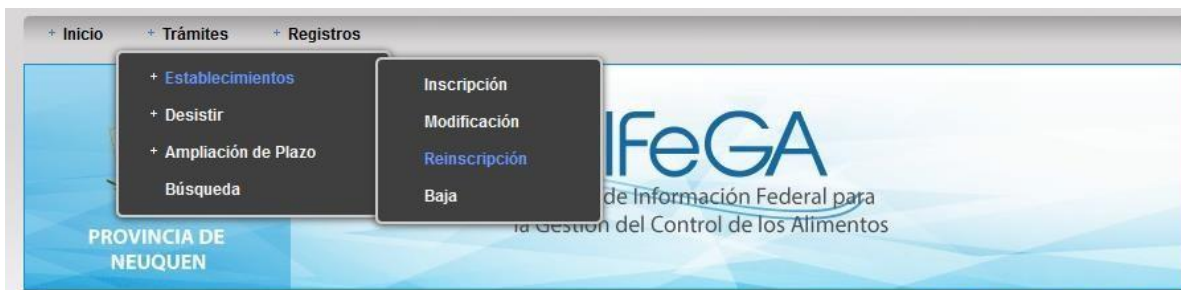 + Inicio + Trámites + Registros
+ Establecimientos
+ Desistir
+ Ampliación de Plazo
Búsqueda
Inscripción
Modificación
Reinscripción
Baja
IFeGA
de Información Federal para
la Gestión del Control de los Alimentos
PROVINCIA DE
NEUQUEN